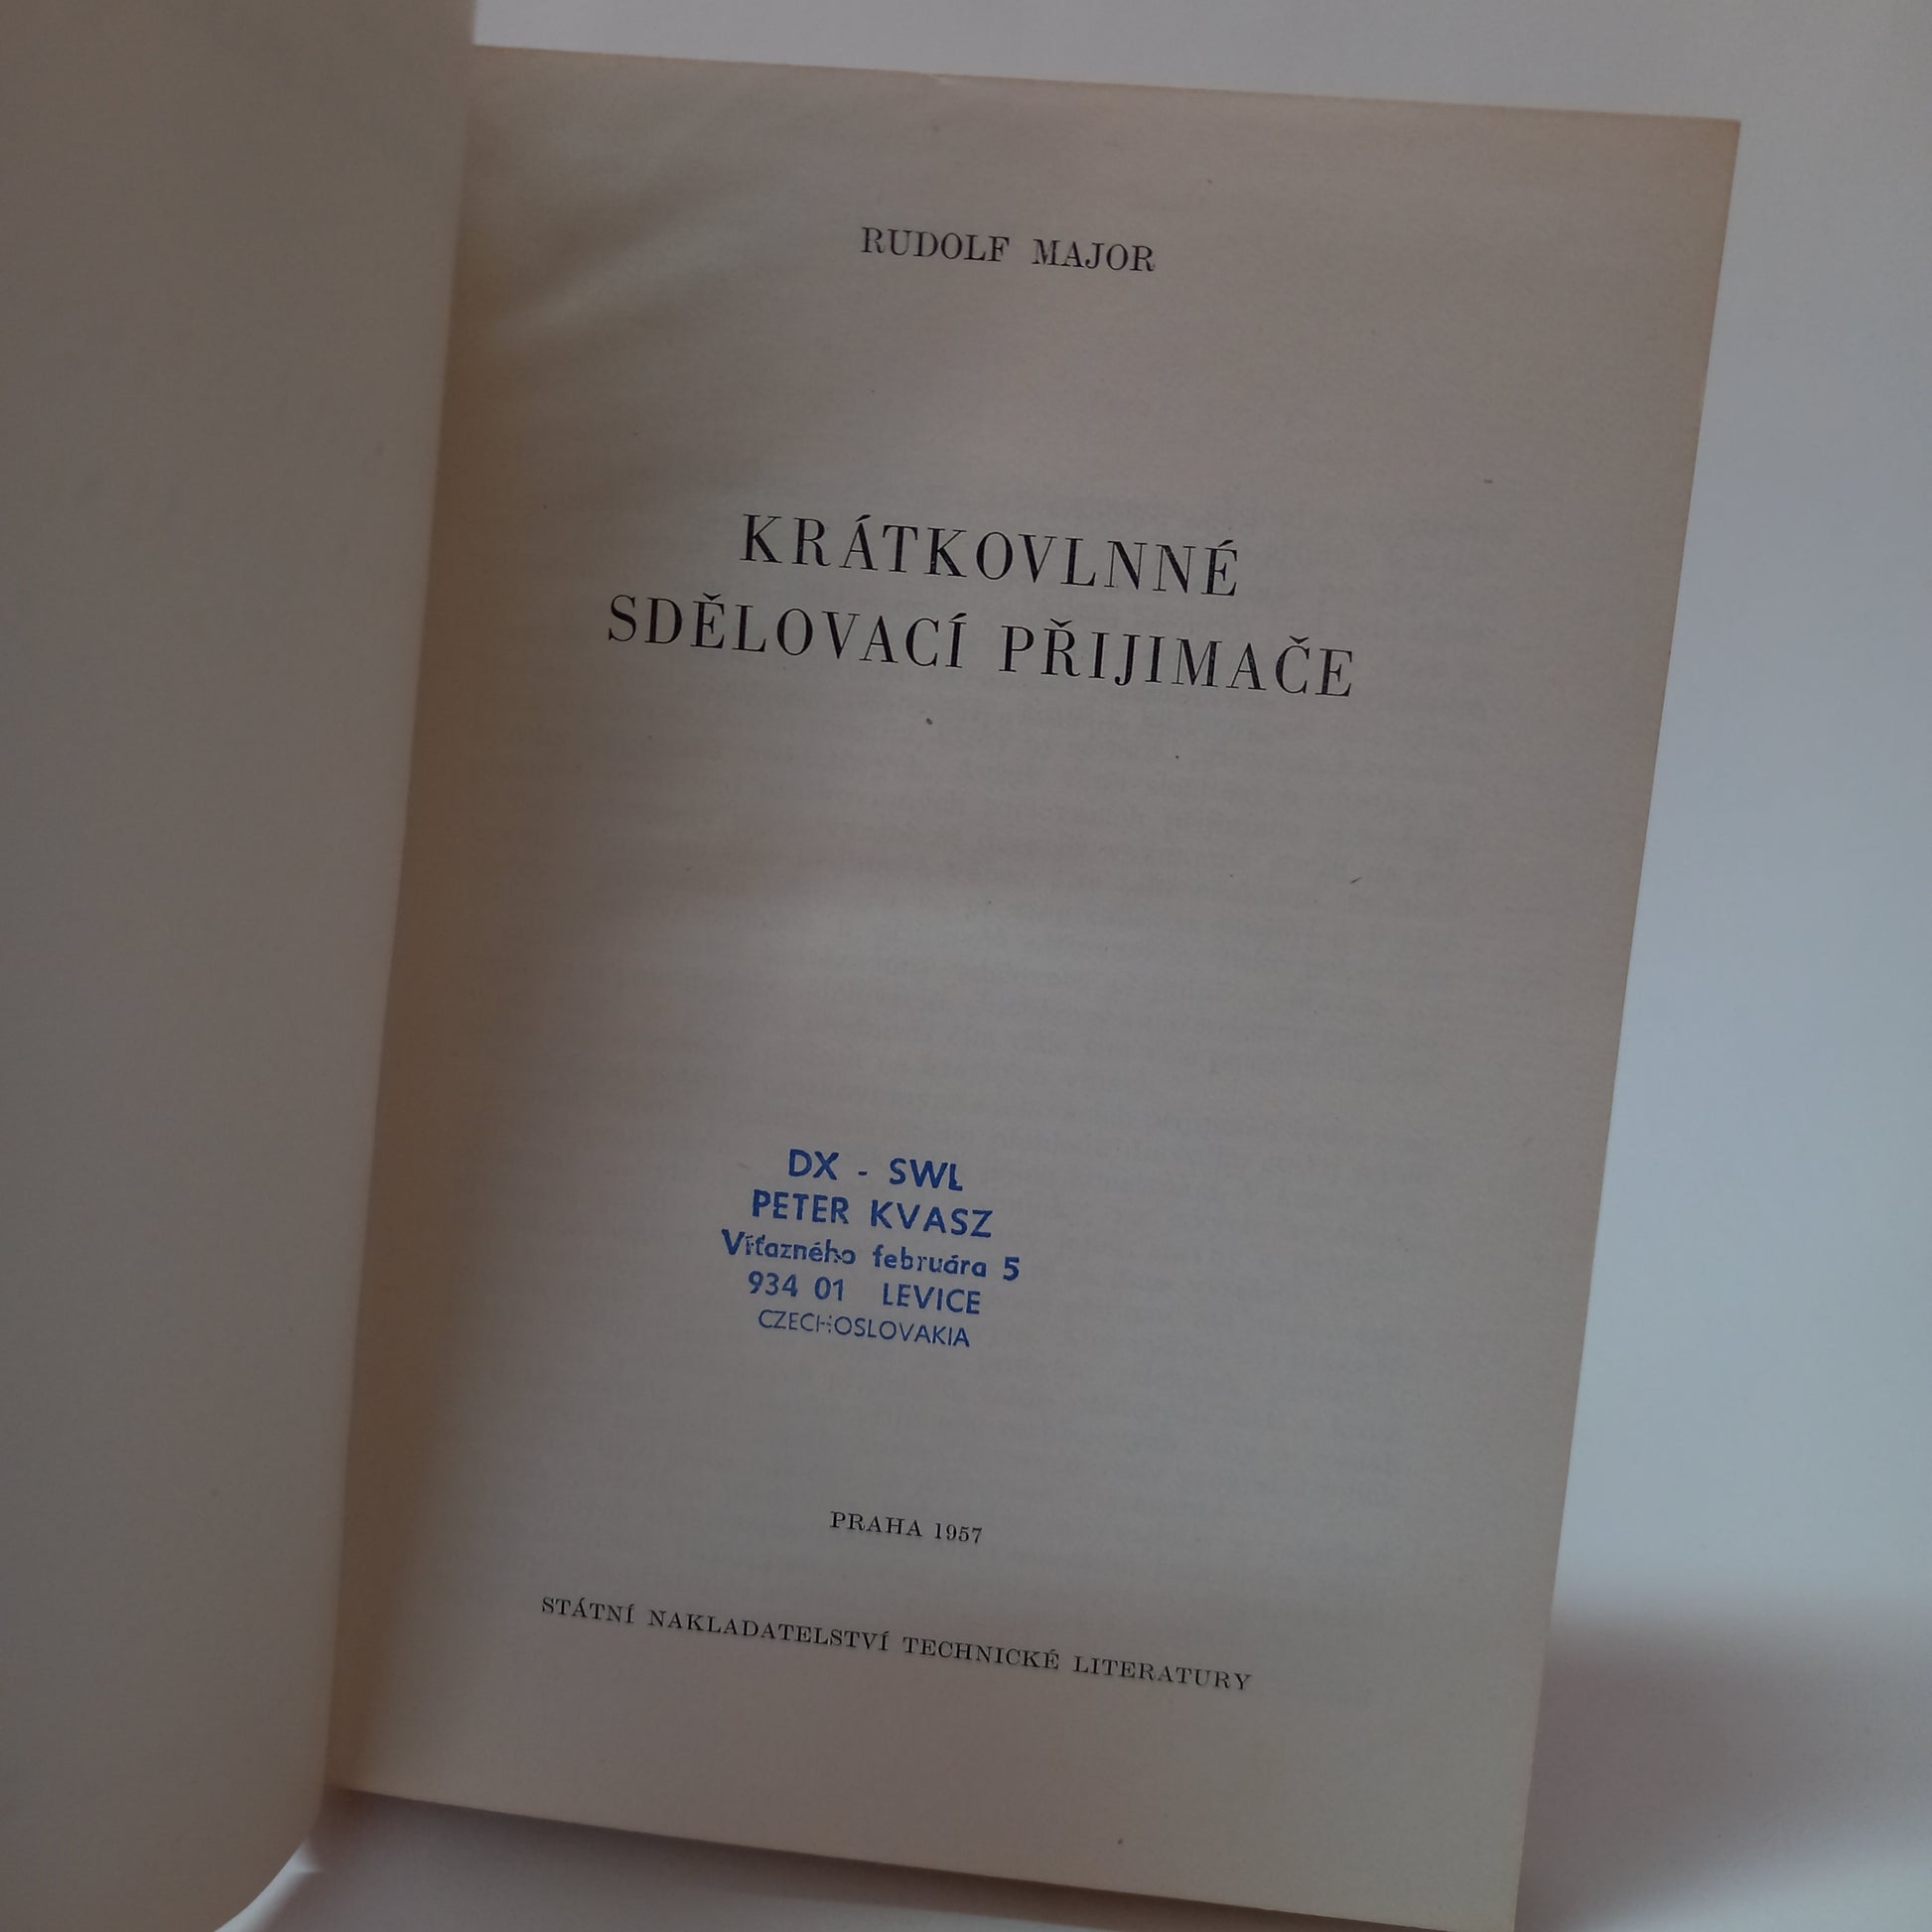 RUDOLF MAJOR
KRÁTKOVLNNÉ
SDĚLOVACÍ PŘIJIMAČE
DX - SWL
PETER KVASZ
Víťazného februára 5
934 01 LEVICE
CZECHOSLOVAKIA
PRAHA 1957
STÁTNÍ NAKLADATELSTVÍ TECHNICKÉ LITERATURY